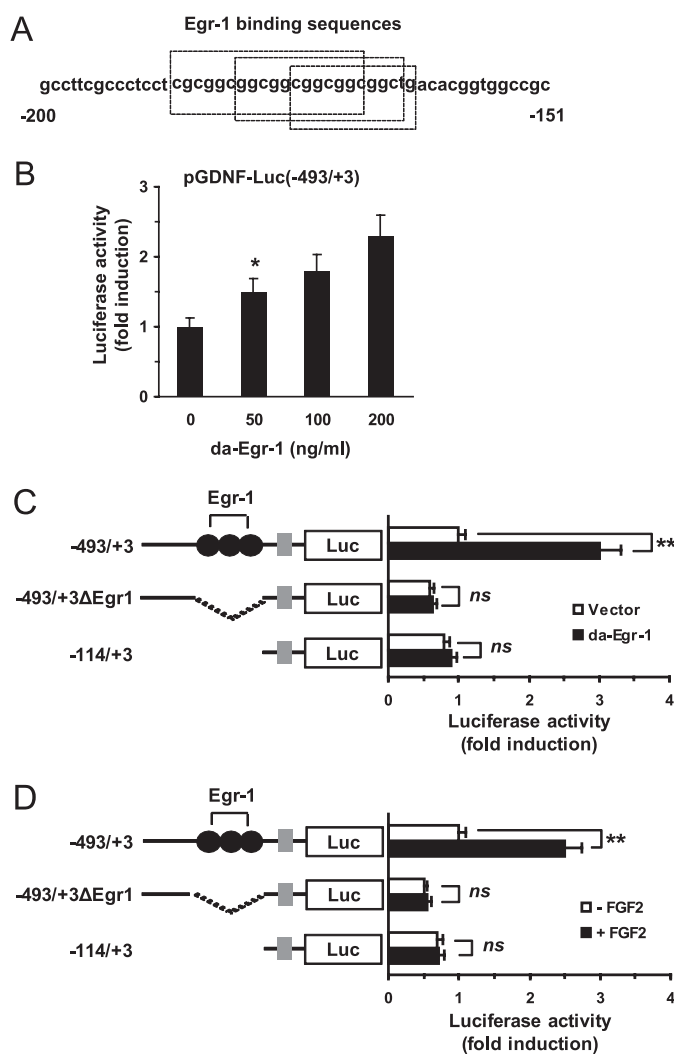 A
Egr-1 binding sequences
gccttcgccctcctcgcggcggcggcggcggcggctgacacggtggccgc
-200 -151
B
pGDNF-Luc(-493/+3)
Luciferase activity
(fold induction)
3
2
1
0
0 50 100 200
*
da-Egr-1 (ng/ml)
C
Egr-1
-493/+3 Luc **
-493/+3ΔEgr1 Luc ns
-114/+3 Luc ns
Vector
da-Egr-1
0 1 2 3 4
Luciferase activity
(fold induction)
D
Egr-1
-493/+3 Luc **
-493/+3ΔEgr1 Luc ns
-114/+3 Luc ns
- FGF2
+ FGF2
0 1 2 3 4
Luciferase activity
(fold induction)